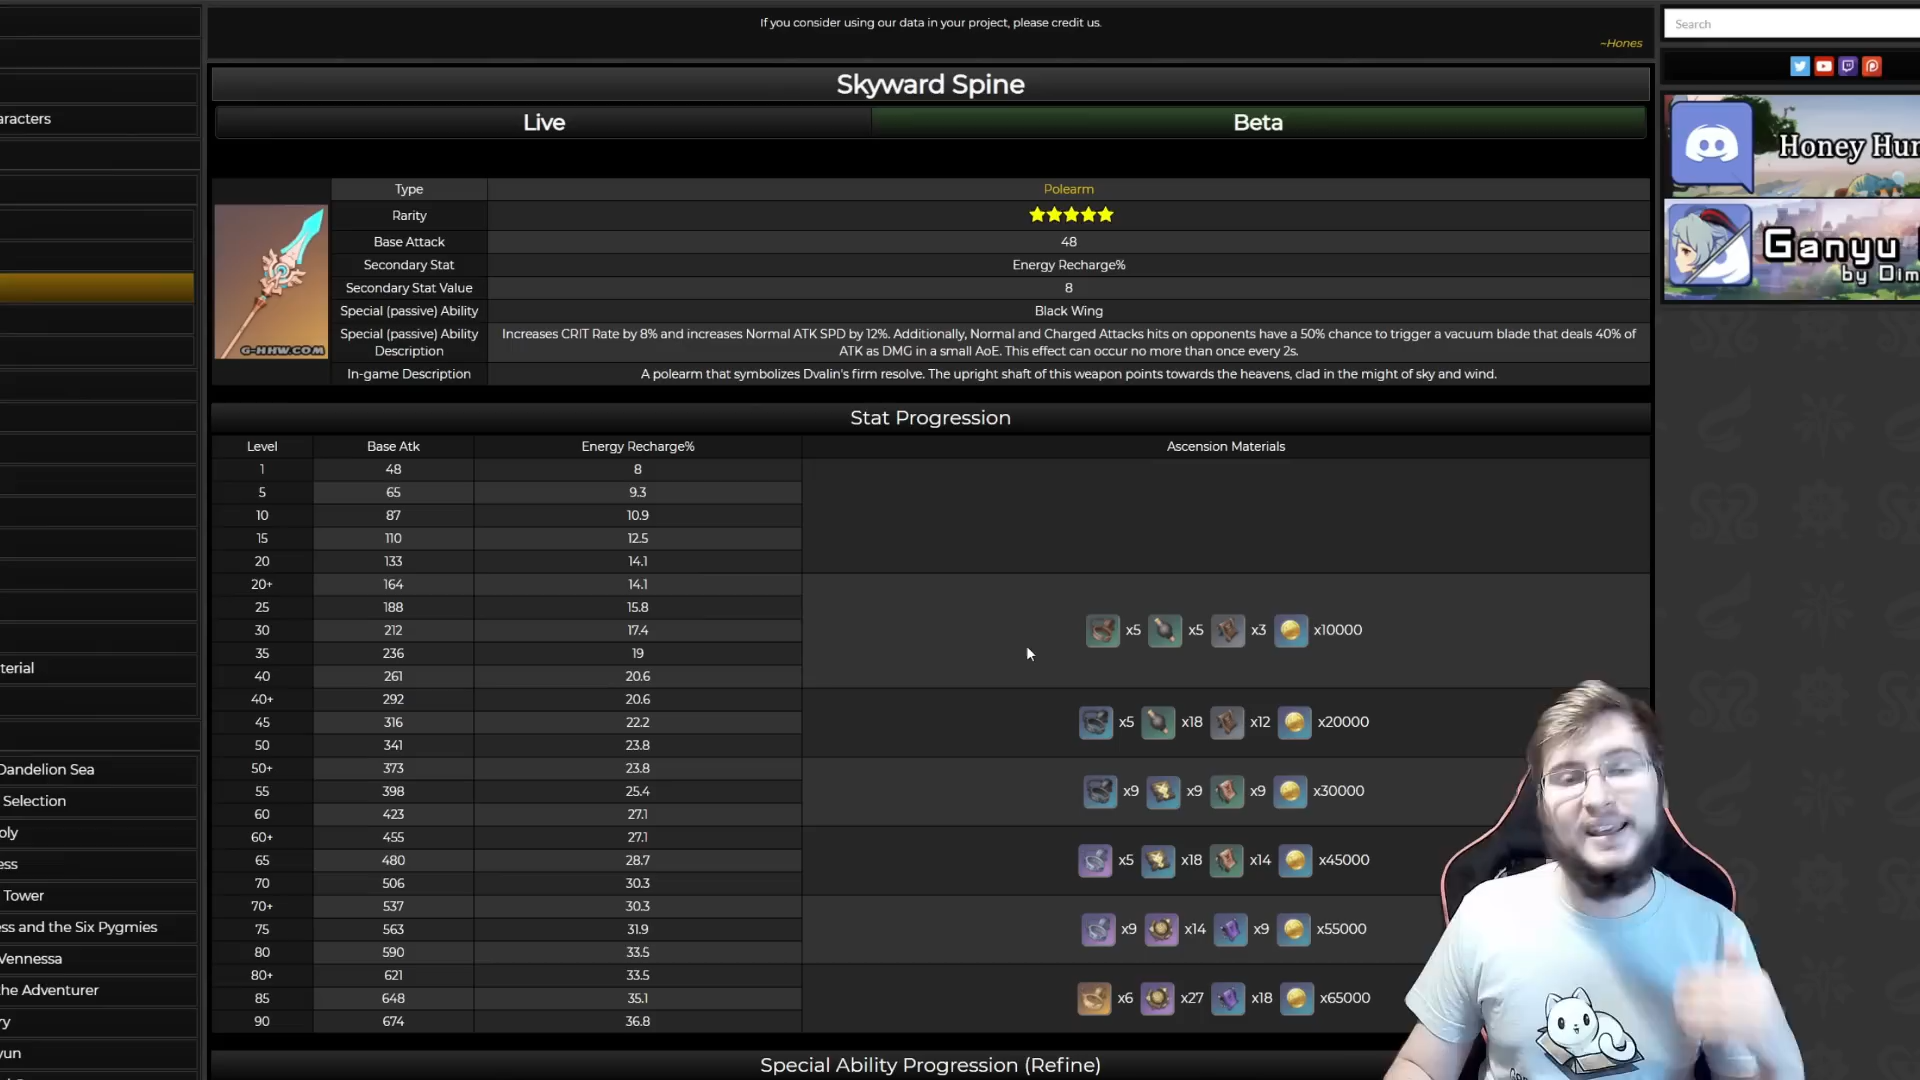 If you consider using our data in your project, please credit us.
~Hones
Search
Skyward Spine
Live
Beta
aracters
Honey Hun
Ganyu
by Dim
Type
Polearm
Rarity
Base Attack
48
Secondary Stat
Energy Recharge%
Secondary Stat Value
8
Special (passive) Ability
Black Wing
Special (passive) Ability
Description
Increases CRIT Rate by 8% and increases Normal ATK SPD by 12%. Additionally, Normal and Charged Attacks hits on opponents have a 50% chance to trigger a vacuum blade that deals 40% of
ATK as DMG in a small AoE. This effect can occur no more than once every 2s.
In-game Description
A polearm that symbolizes Dvalin's firm resolve. The upright shaft of this weapon points towards the heavens, clad in the might of sky and wind.
G-HHW.COM
Stat Progression
Level Base Atk Energy Recharge% Ascension Materials
1 48 8
5 65 9.3
10 87 10.9
15 110 12.5
20 133 14.1
20+ 164 14.1
25 188 15.8
30 212 17.4
x5 x5 x3 x10000
35 236 19
40 261 20.6
40+ 292 20.6
45 316 22.2
x5 x18 x12 x20000
50 341 23.8
50+ 373 23.8
55 398 25.4
x9 x9 x9 x30000
60 423 27.1
60+ 455 27.1
65 480 28.7
x5 x18 x14 x45000
70 506 30.3
70+ 537 30.3
75 563 31.9
x9 x14 x9 x55000
80 590 33.5
80+ 621 33.5
85 648 35.1
x6 x27 x18 x65000
90 674 36.8
Special Ability Progression (Refine)
terial
Dandelion Sea
Selection
oly
ess
Tower
ess and the Six Pygmies
Vennessa
he Adventurer
ry
yun